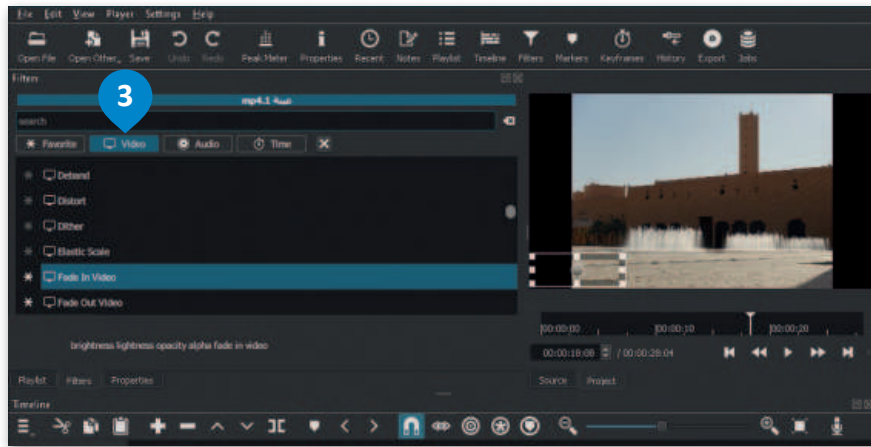 File Edit View Player Settings Help
Open File Open Other... Save Undo Redo Peak Meter Properties Recent Notes Playlist Timeline Filters Markers Keyframes History Export Jobs
Filters
3
mp4.1 قصة
search
Favorite Video Audio Time
Deband
Distort
Dither
Elastic Scale
Fade In Video
Fade Out Video
brightness lightness opacity alpha fade in video
00:00:00 00:00:10 00:00:20
00:00:18:08 / 00:00:28:04
Playlist Filters Properties
Source Project
Timeline